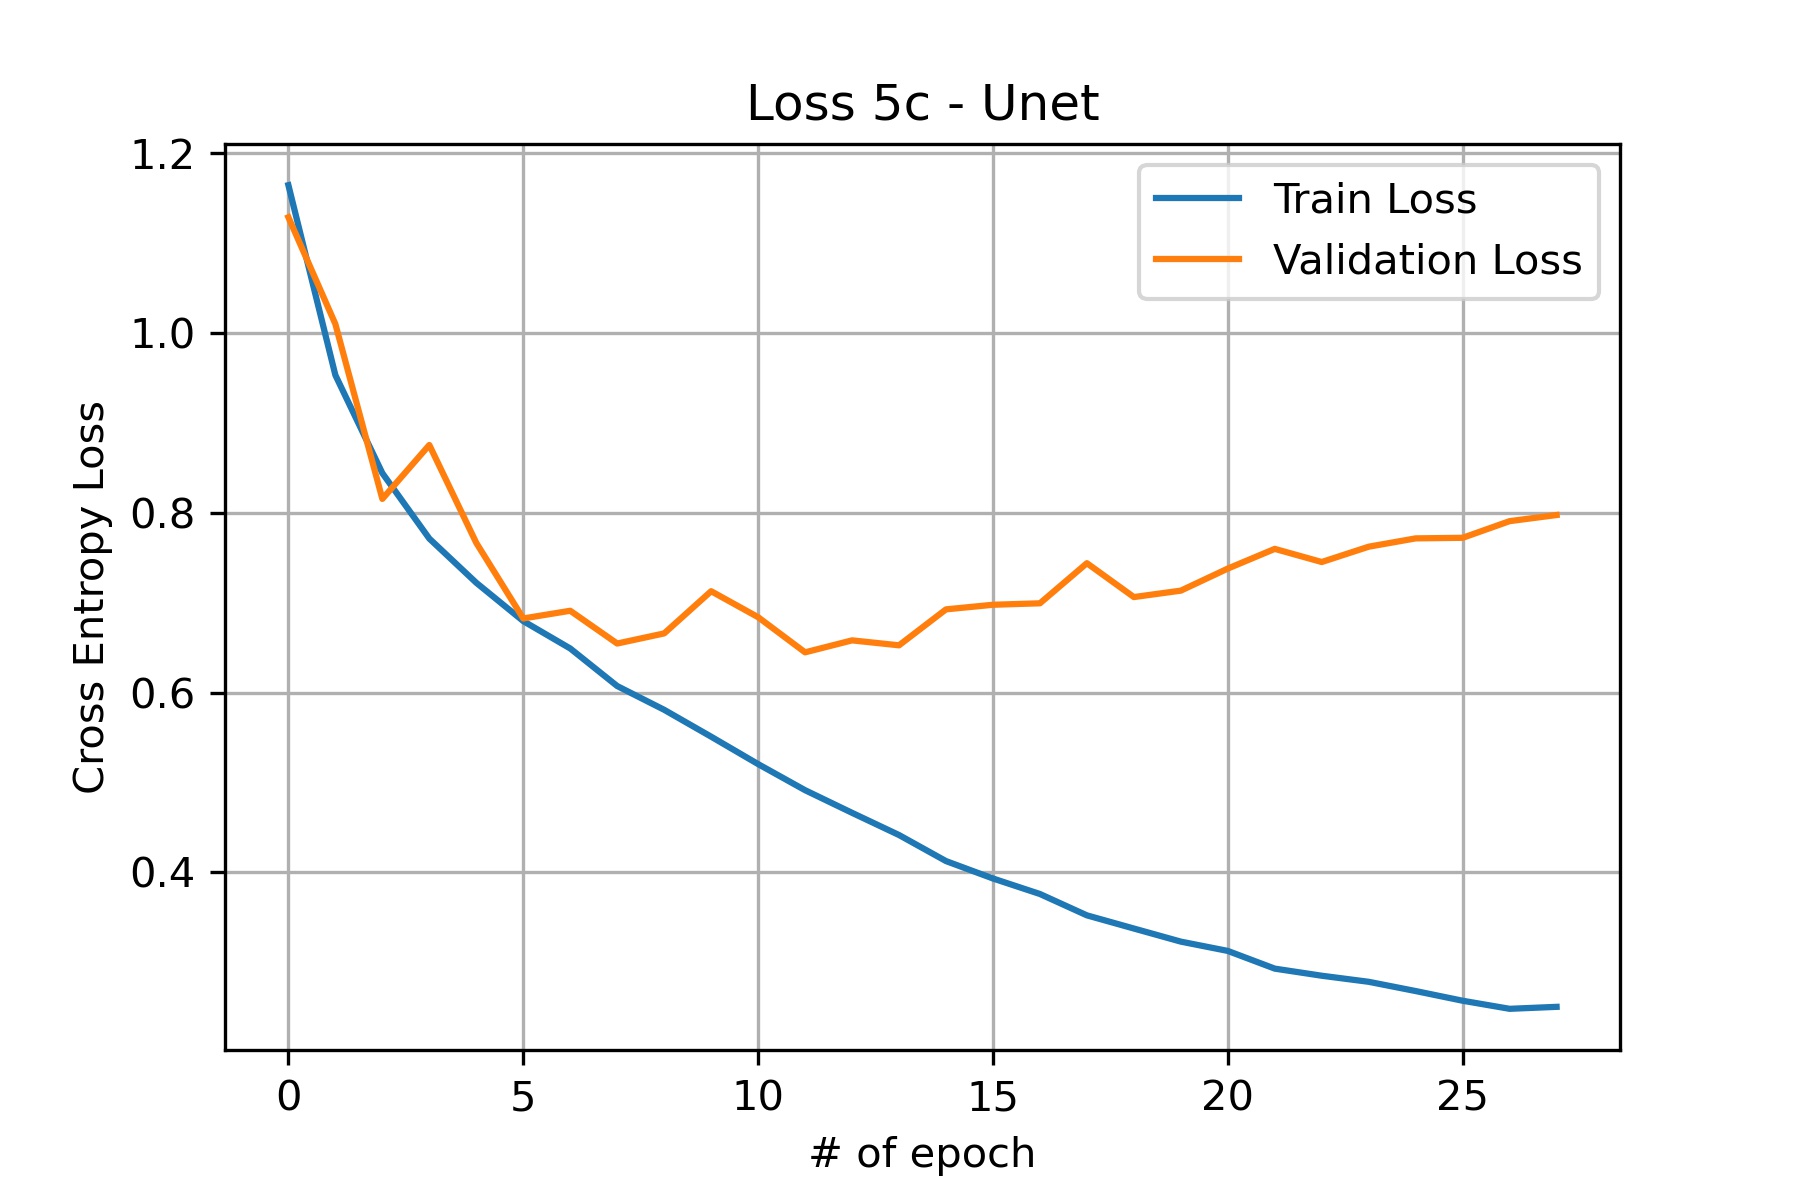 Loss 5c - Unet
1.2
1.0
0.8
0.6
0.4
Cross Entropy Loss
Train Loss
Validation Loss
0 5 10 15 20 25
# of epoch